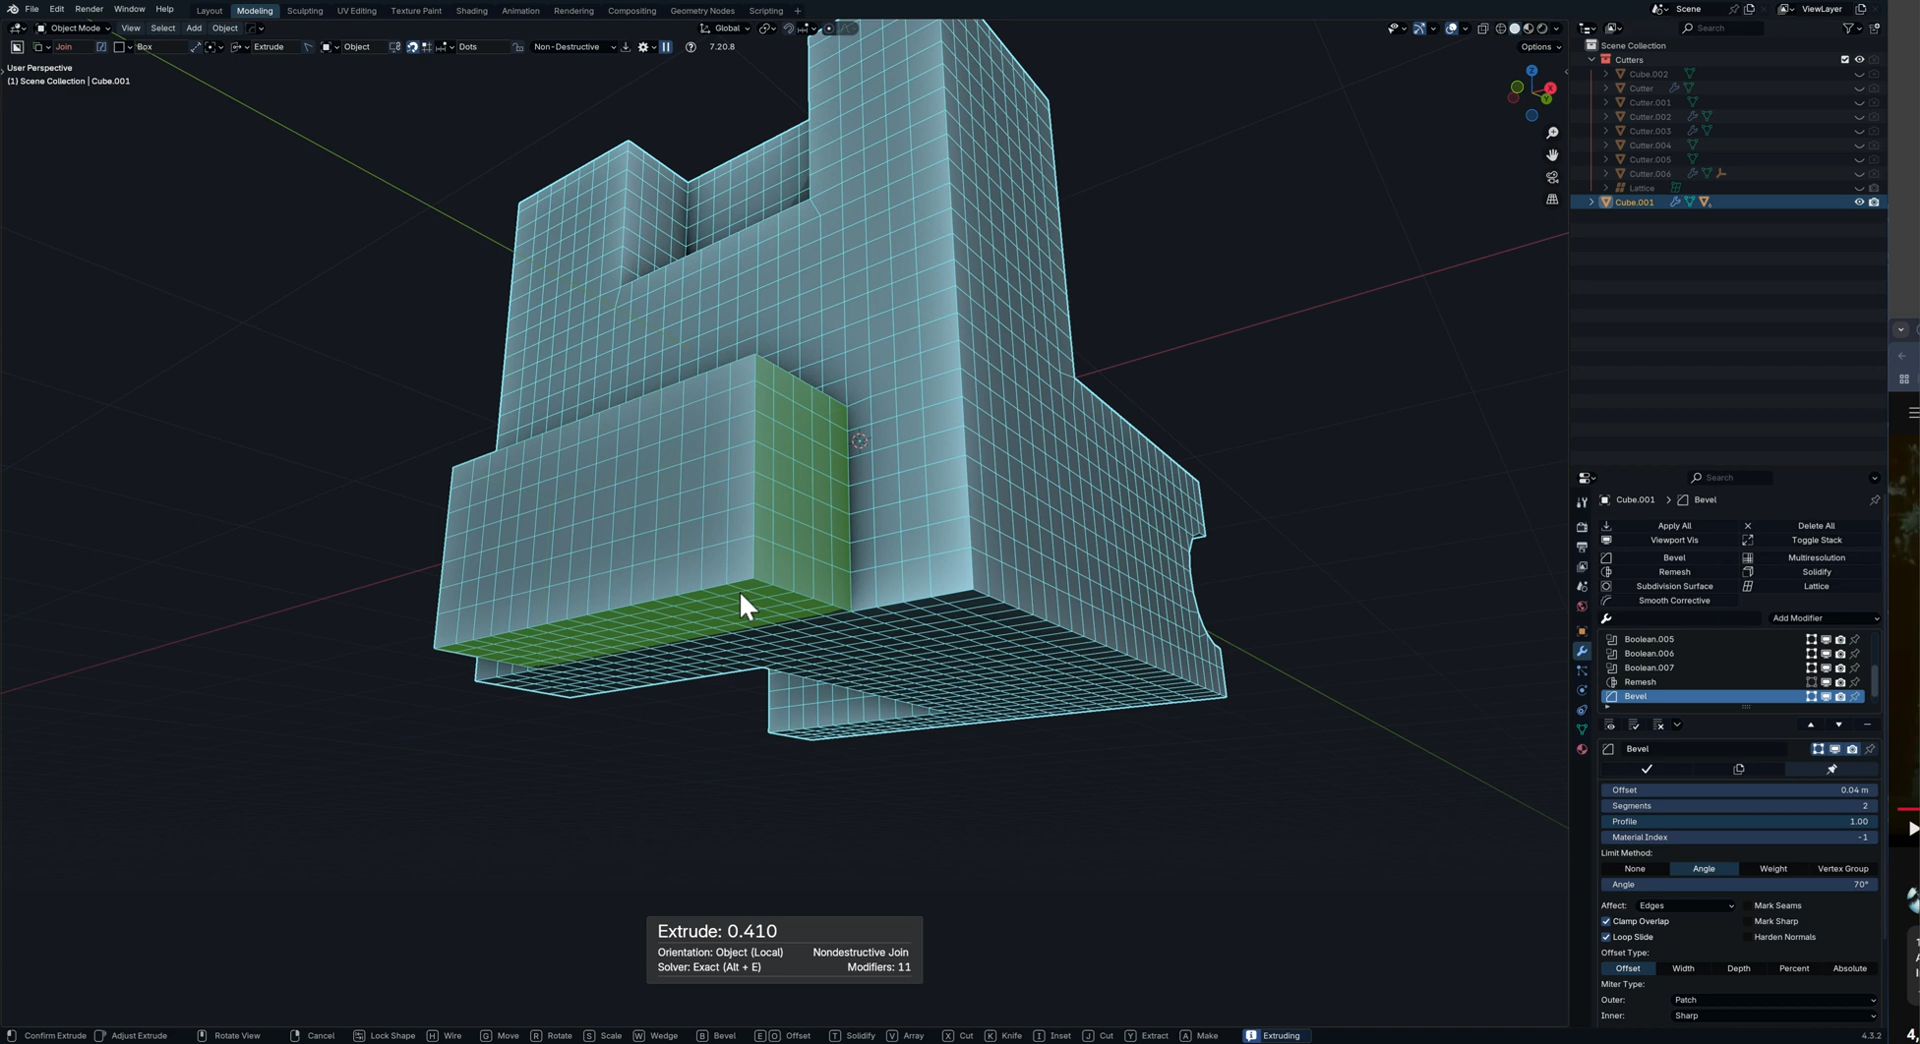 File Edit Render Window Help Layout Modeling Sculpting UV Editing Texture Paint Shading Animation Rendering Compositing Geometry Nodes Scripting + Scene ViewLayer
Object Mode View Select Add Object Global
Join Box Extrude Object Dots Non-Destructive 7.20.8 Options
User Perspective
(1) Scene Collection | Cube.001
Z
X
Y
Search
Scene Collection
Cutters
Cube.002
Cutter
Cutter.001
Cutter.002
Cutter.003
Cutter.004
Cutter.005
Cutter.006
Lattice
Cube.001
Search
Cube.001 > Bevel
Apply All Delete All
Viewport Vis Toggle Stack
Bevel Multiresolution
Remesh Solidify
Subdivision Surface Lattice
Smooth Corrective
Add Modifier
Boolean.005
Boolean.006
Boolean.007
Remesh
Bevel
Bevel
Offset 0.04 m
Segments 2
Profile 1.00
Material Index -1
Limit Method:
None Angle Weight Vertex Group
Angle 70°
Affect: Edges Mark Seams
Clamp Overlap Mark Sharp
Loop Slide Harden Normals
Offset Type:
Offset Width Depth Percent Absolute
Miter Type:
Outer: Patch
Inner: Sharp
Extrude: 0.410
Orientation: Object (Local) Nondestructive Join
Solver: Exact (Alt + E) Modifiers: 11
Confirm Extrude Adjust Extrude Rotate View Cancel Lock Shape H Wire G Move R Rotate S Scale W Wedge B Bevel E O Offset T Solidify V Array X Cut K Knife I Inset J Cut Y Extract A Make Extruding 4.3.2